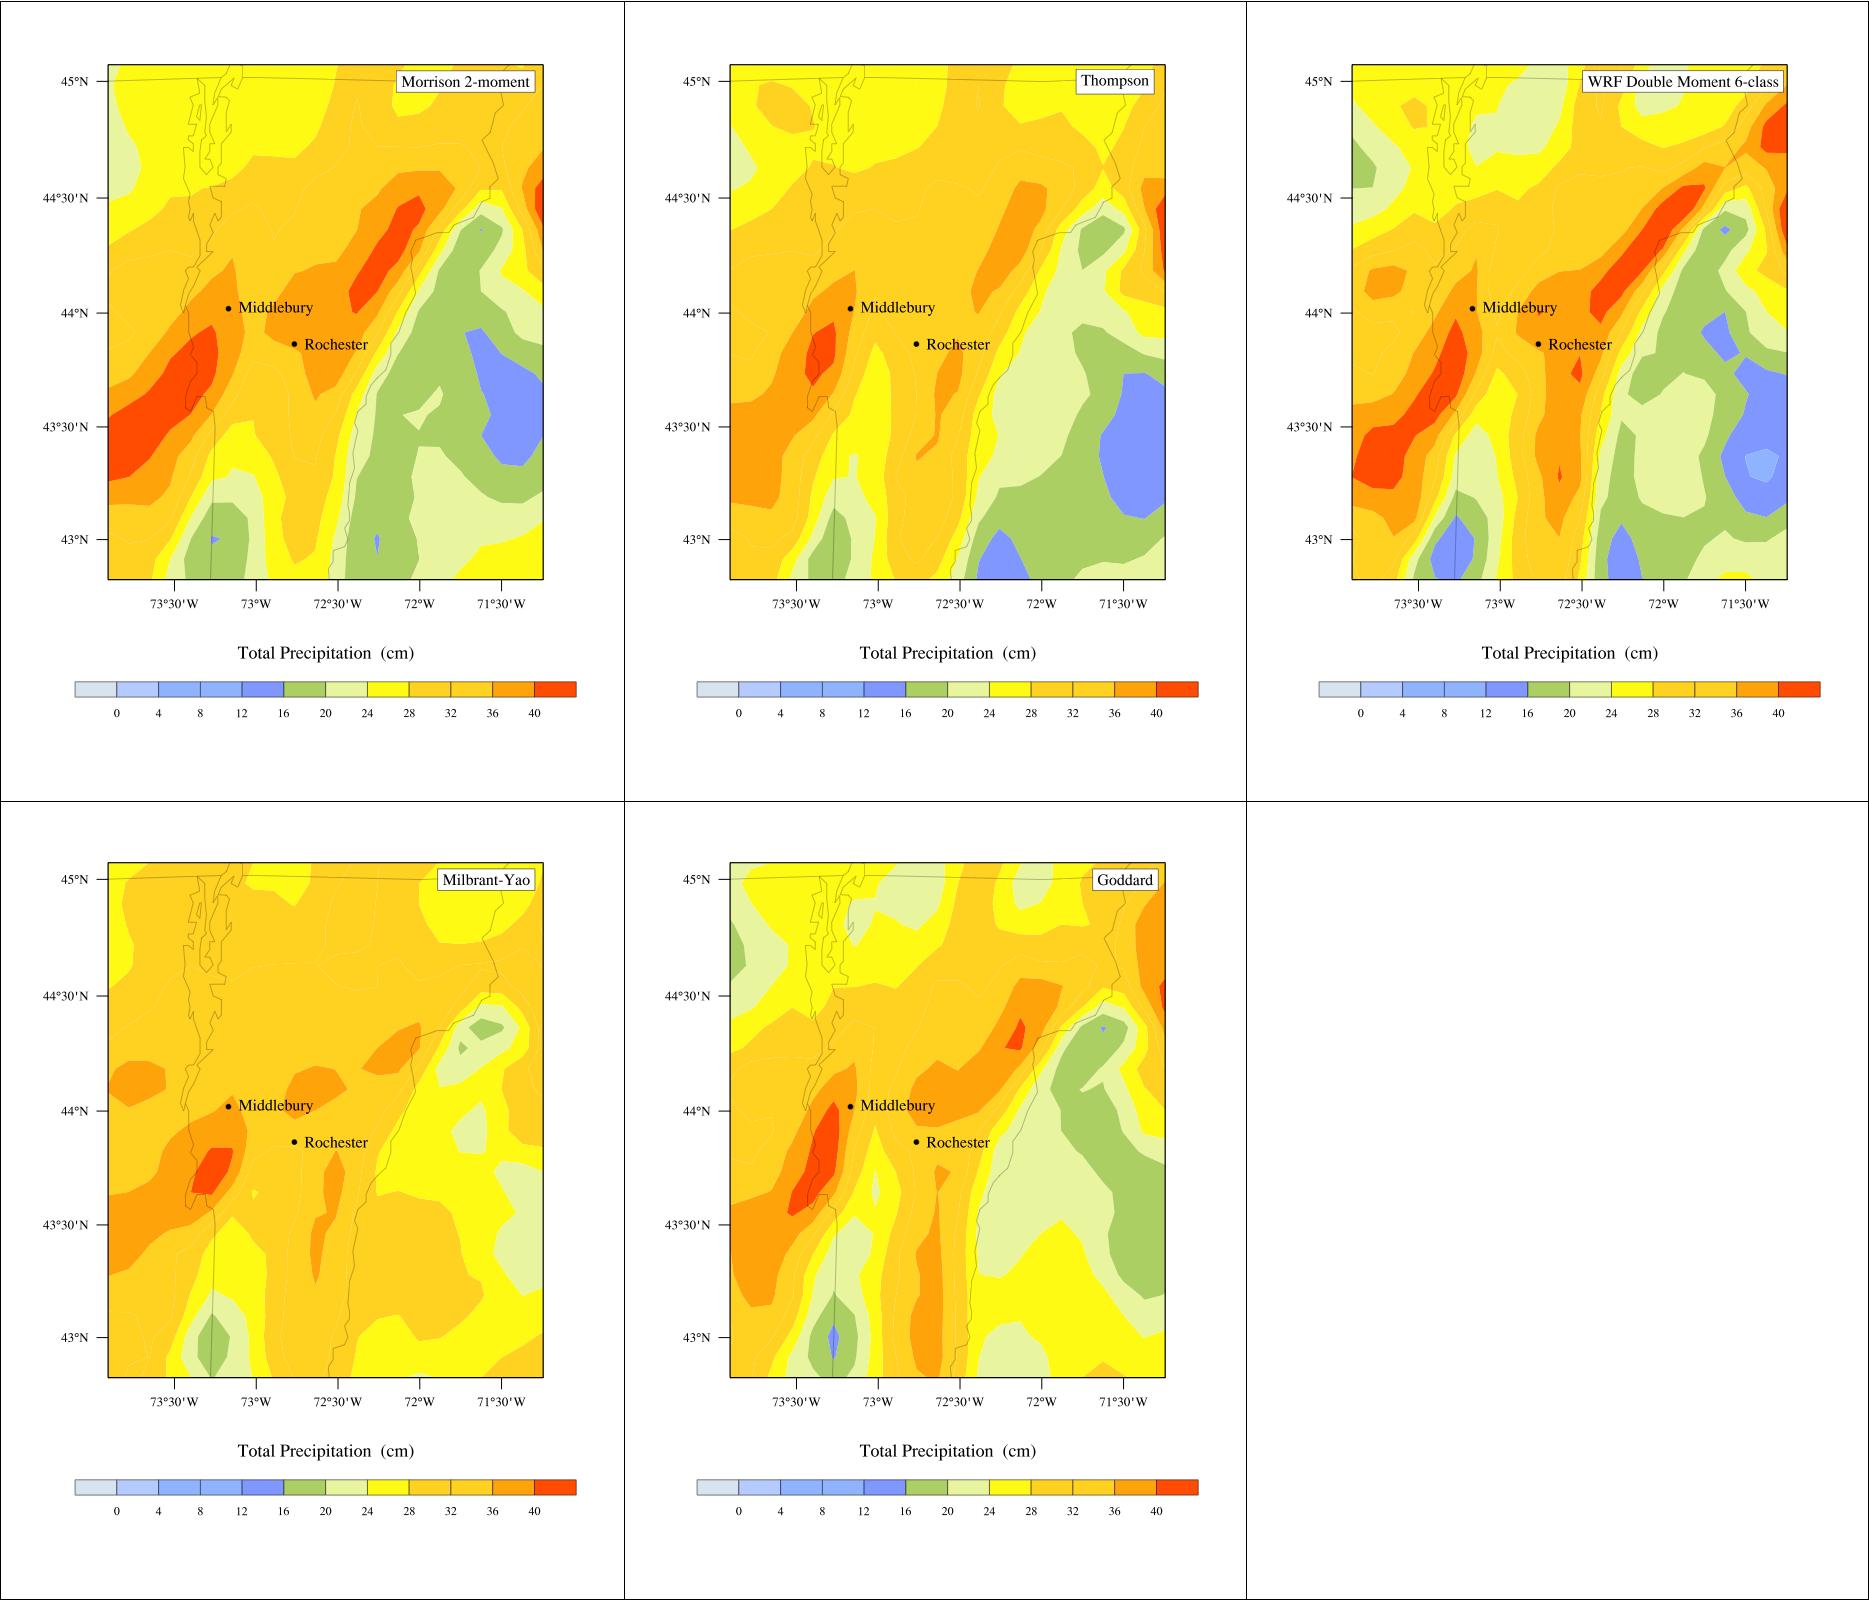 45°N
Morrison 2-moment
44°30'N
Middlebury
44°N
Rochester
43°30'N
43°N
73°30'W 73°W 72°30'W 72°W 71°30'W
Total Precipitation (cm)
0 4 8 12 16 20 24 28 32 36 40
45°N
Thompson
44°30'N
Middlebury
44°N
Rochester
43°30'N
43°N
73°30'W 73°W 72°30'W 72°W 71°30'W
Total Precipitation (cm)
0 4 8 12 16 20 24 28 32 36 40
45°N
WRF Double Moment 6-class
44°30'N
Middlebury
44°N
Rochester
43°30'N
43°N
73°30'W 73°W 72°30'W 72°W 71°30'W
Total Precipitation (cm)
0 4 8 12 16 20 24 28 32 36 40
45°N
Milbrant-Yao
44°30'N
Middlebury
44°N
Rochester
43°30'N
43°N
73°30'W 73°W 72°30'W 72°W 71°30'W
Total Precipitation (cm)
0 4 8 12 16 20 24 28 32 36 40
45°N
Goddard
44°30'N
Middlebury
44°N
Rochester
43°30'N
43°N
73°30'W 73°W 72°30'W 72°W 71°30'W
Total Precipitation (cm)
0 4 8 12 16 20 24 28 32 36 40